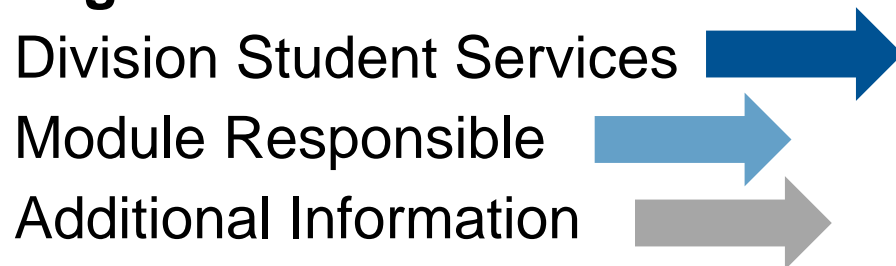 Division Student Services
Module Responsible
Additional Information